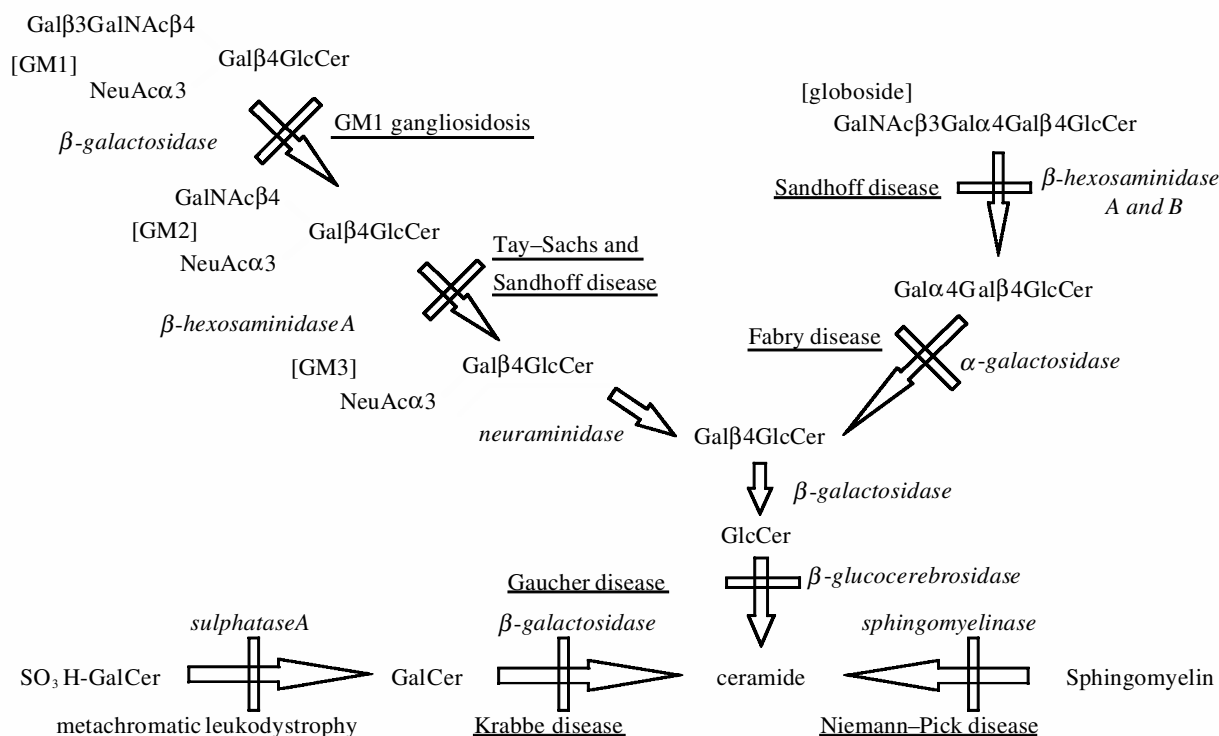 Galβ3GalNAcβ4
[GM1]
Galβ4GlcCer
NeuAcα3
β-galactosidase
GM1 gangliosidosis
[globoside]
GalNAcβ3Galα4Galβ4GlcCer
Sandhoff disease
β-hexosaminidase
A and B
GalNAcβ4
[GM2]
Galβ4GlcCer
NeuAcα3
Tay–Sachs and
Sandhoff disease
β-hexosaminidase A
Galα4Galβ4GlcCer
Fabry disease
α-galactosidase
[GM3]
Galβ4GlcCer
NeuAcα3
neuraminidase
Galβ4GlcCer
β-galactosidase
GlcCer
Gaucher disease
β-glucocerebrosidase
sulphatase A
β-galactosidase
sphingomyelinase
SO₃H-GalCer
GalCer
ceramide
Sphingomyelin
metachromatic leukodystrophy
Krabbe disease
Niemann–Pick disease